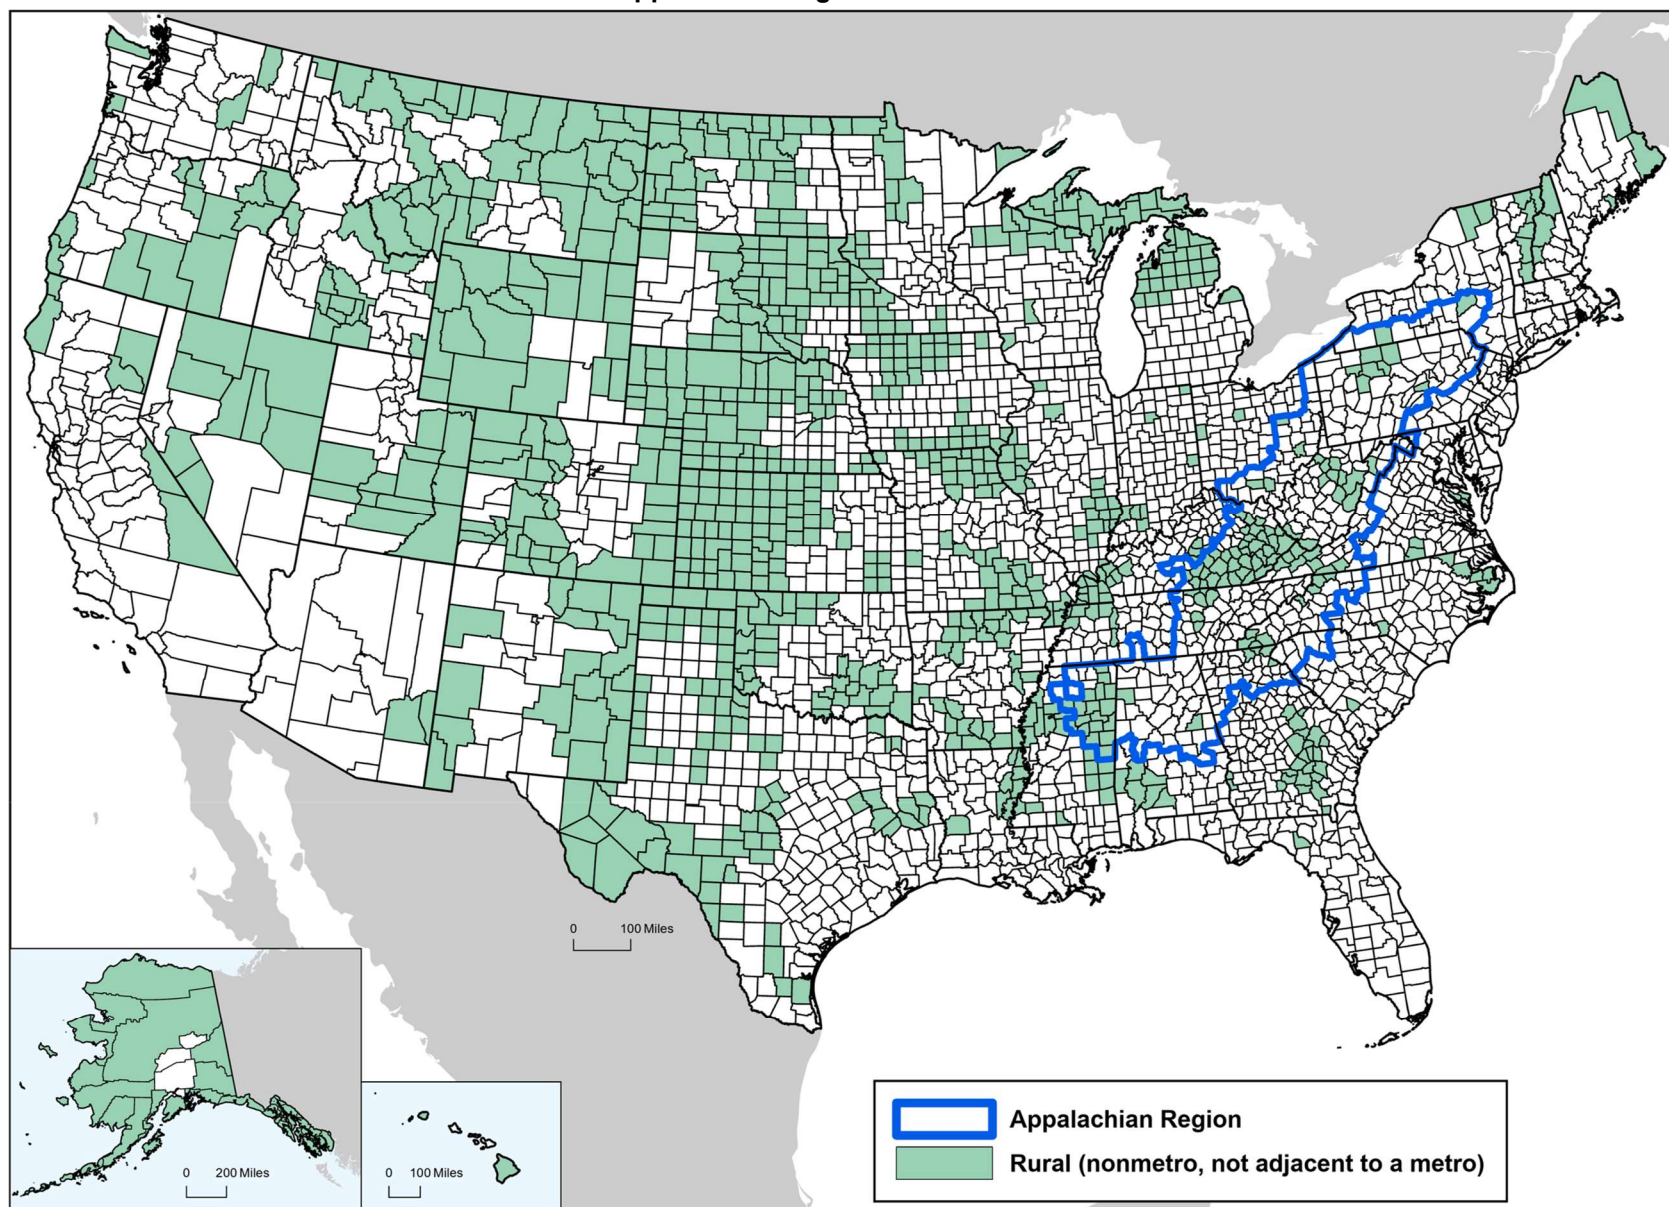 0 100 Miles
0 200 Miles
0 100 Miles
Appalachian Region
Rural (nonmetro, not adjacent to a metro)